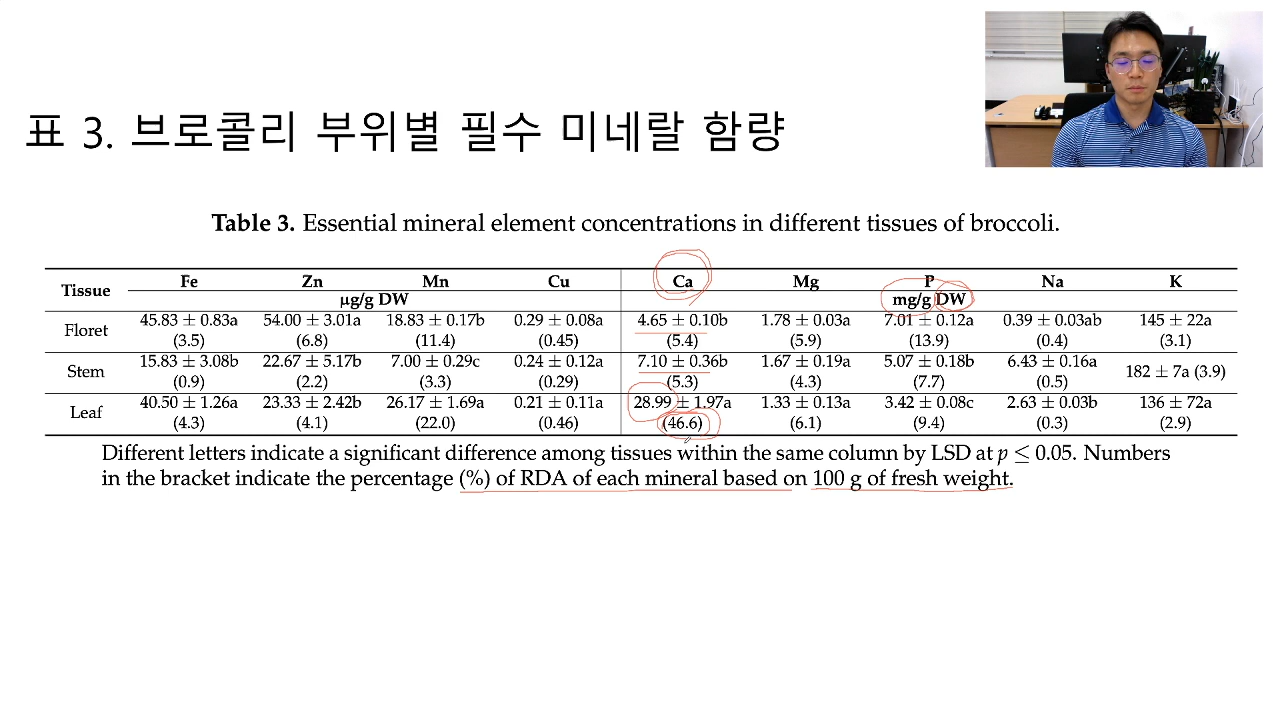 표 3. 브로콜리 부위별 필수 미네랄 함량
Table 3. Essential mineral element concentrations in different tissues of broccoli.
Tissue Fe Zn Mn Cu Ca Mg P Na K
µg/g DW mg/g DW
Floret 45.83 ± 0.83a 54.00 ± 3.01a 18.83 ± 0.17b 0.29 ± 0.08a 4.65 ± 0.10b 1.78 ± 0.03a 7.01 ± 0.12a 0.39 ± 0.03ab 145 ± 22a
(3.5) (6.8) (11.4) (0.45) (5.4) (5.9) (13.9) (0.4) (3.1)
Stem 15.83 ± 3.08b 22.67 ± 5.17b 7.00 ± 0.29c 0.24 ± 0.12a 7.10 ± 0.36b 1.67 ± 0.19a 5.07 ± 0.18b 6.43 ± 0.16a 182 ± 7a (3.9)
(0.9) (2.2) (3.3) (0.29) (5.3) (4.3) (7.7) (0.5)
Leaf 40.50 ± 1.26a 23.33 ± 2.42b 26.17 ± 1.69a 0.21 ± 0.11a 28.99 ± 1.97a 1.33 ± 0.13a 3.42 ± 0.08c 2.63 ± 0.03b 136 ± 72a
(4.3) (4.1) (22.0) (0.46) (46.6) (6.1) (9.4) (0.3) (2.9)
Different letters indicate a significant difference among tissues within the same column by LSD at p ≤ 0.05. Numbers
in the bracket indicate the percentage (%) of RDA of each mineral based on 100 g of fresh weight.